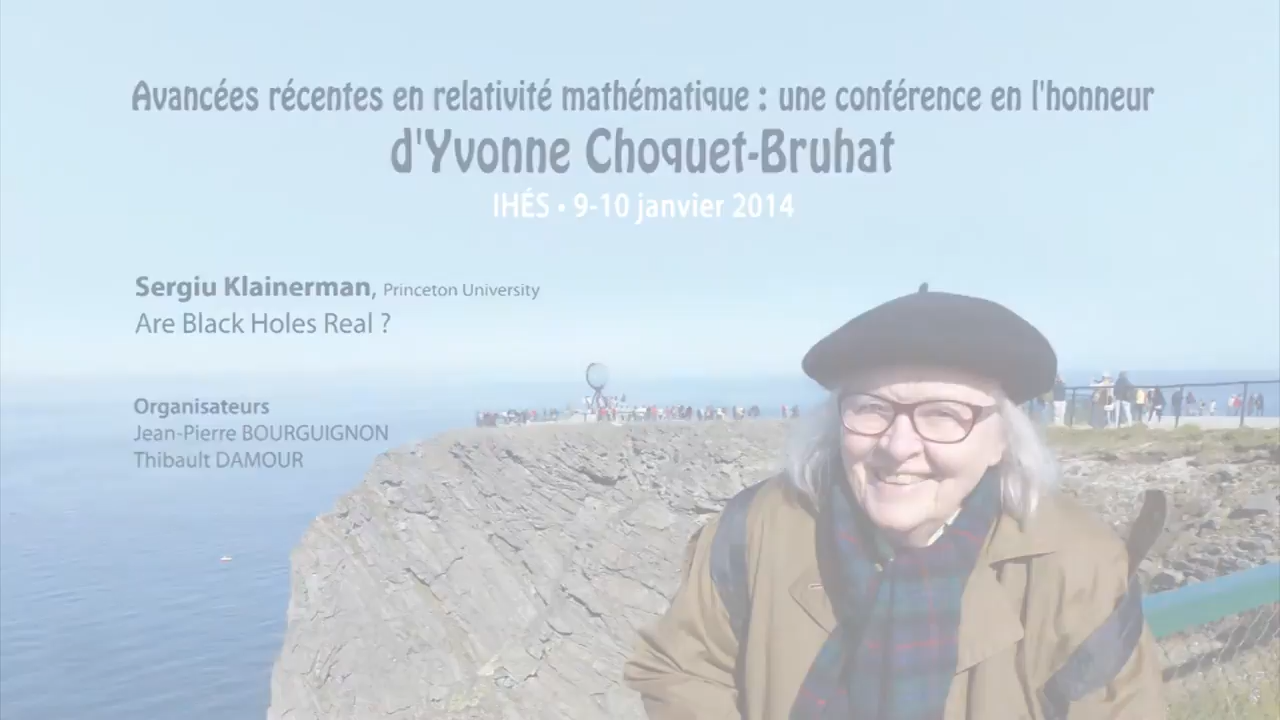 Avancées récentes en relativité mathématique : une conférence en l'honneur
d'Yvonne Choquet-Bruhat
IHÉS • 9-10 janvier 2014
Sergiu Klainerman, Princeton University
Are Black Holes Real ?
Organisateurs
Jean-Pierre BOURGUIGNON
Thibault DAMOUR